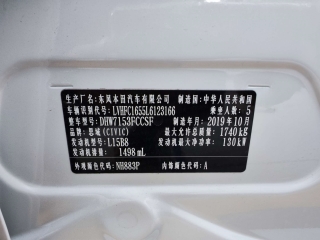 生产厂名:东风本田汽车有限公司 制造国:中华人民共和国
车辆识别代号:LVHFC1655L6123166 乘坐人数:5
整车型号:DHW7153FCCSF 制造年月:2019年10月
品牌:思域(CIVIC) 最大允许总质量:1740kg
发动机型号:L15B8 发动机最大净功率:130kW
发动机排量:1498 mL
外观颜色代码:NH883P 内饰颜色代码:A